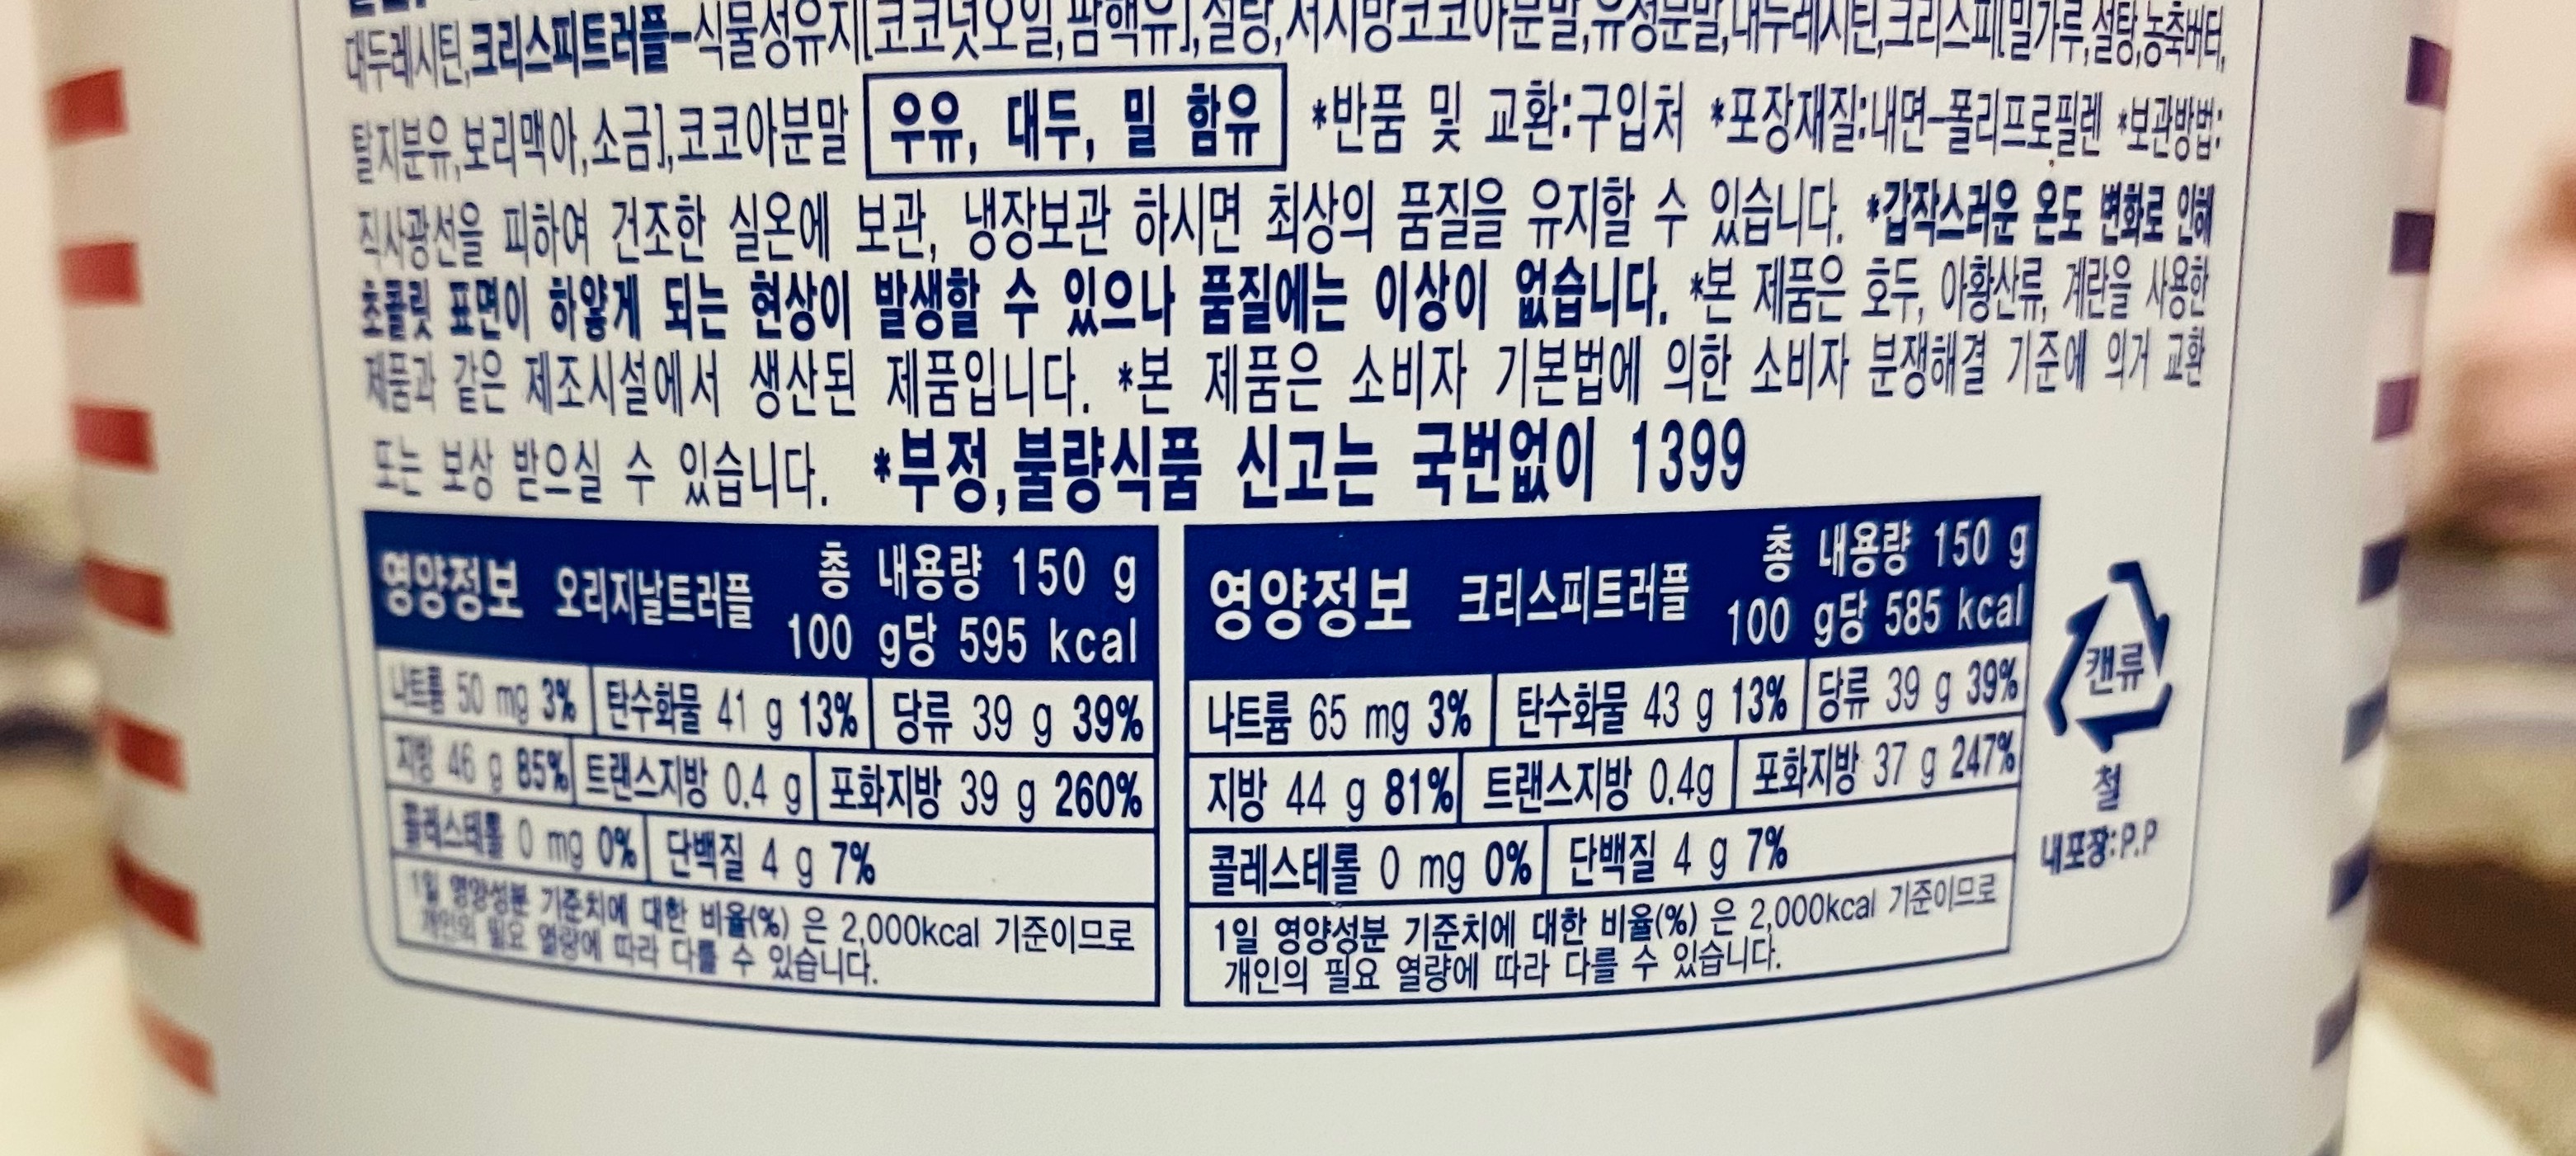 대두레시틴,크리스피트러플-식물성유지[코코넛오일,팜핵유],설탕,저지방코코아분말,유청분말,대두레시틴,크리스피[밀가루,설탕,농축버터,
탈지분유,보리맥아,소금],코코아분말 우유, 대두, 밀 함유 *반품 및 교환:구입처 *포장재질:내면-폴리프로필렌 *보관방법:
직사광선을 피하여 건조한 실온에 보관, 냉장보관 하시면 최상의 품질을 유지할 수 있습니다. *갑작스러운 온도 변화로 인해
초콜릿 표면이 하얗게 되는 현상이 발생할 수 있으나 품질에는 이상이 없습니다. *본 제품은 호두, 아황산류, 계란을 사용한
제품과 같은 제조시설에서 생산된 제품입니다. *본 제품은 소비자 기본법에 의한 소비자 분쟁해결 기준에 의거 교환
또는 보상 받으실 수 있습니다. *부정,불량식품 신고는 국번없이 1399
영양정보 오리지날트러플
총 내용량 150 g
100 g당 595 kcal
나트륨 50 mg 3% 탄수화물 41 g 13% 당류 39 g 39%
지방 46 g 85% 트랜스지방 0.4 g 포화지방 39 g 260%
콜레스테롤 0 mg 0% 단백질 4 g 7%
1일 영양성분 기준치에 대한 비율(%) 은 2,000kcal 기준이므로
개인의 필요 열량에 따라 다를 수 있습니다.
영양정보 크리스피트러플
총 내용량 150 g
100 g당 585 kcal
나트륨 65 mg 3% 탄수화물 43 g 13% 당류 39 g 39%
지방 44 g 81% 트랜스지방 0.4g 포화지방 37 g 247%
콜레스테롤 0 mg 0% 단백질 4 g 7%
1일 영양성분 기준치에 대한 비율(%) 은 2,000kcal 기준이므로
개인의 필요 열량에 따라 다를 수 있습니다.
캔류
철
내포장:P.P